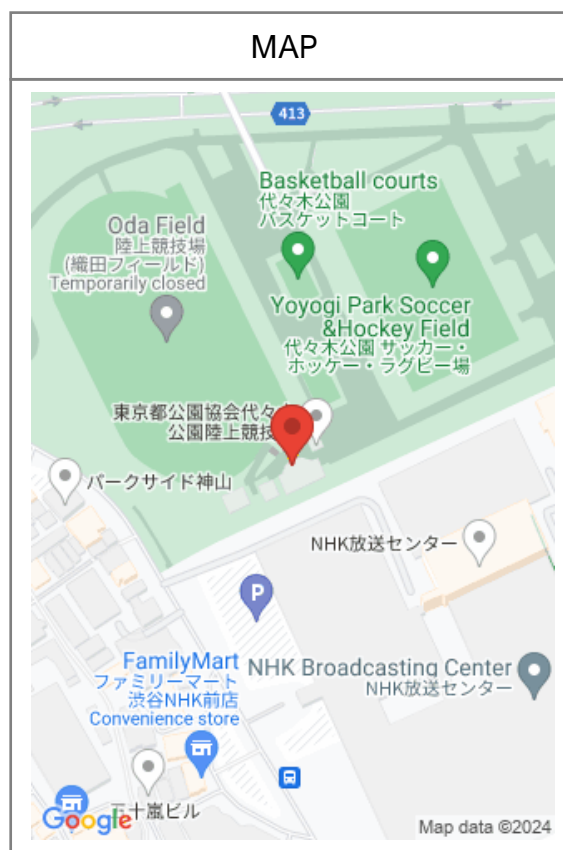 MAP
413
Basketball courts
代々木公園
バスケットコート
Oda Field
陸上競技場
(織田フィールド)
Temporarily closed
Yoyogi Park Soccer
&Hockey Field
代々木公園 サッカー・
ホッケー・ラグビー場
東京都公園協会代々
公園陸上競技
パークサイド神山
NHK放送センター
P
FamilyMart
ファミリーマート
渋谷NHK前店
Convenience store
NHK Broadcasting Center
NHK放送センター
十嵐ビル
Google
Map data ©2024